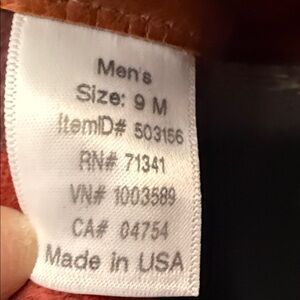 Men's
Size: 9 M
ItemID# 503156
RN# 71341
VN# 1003589
CA# 04754
Made in USA